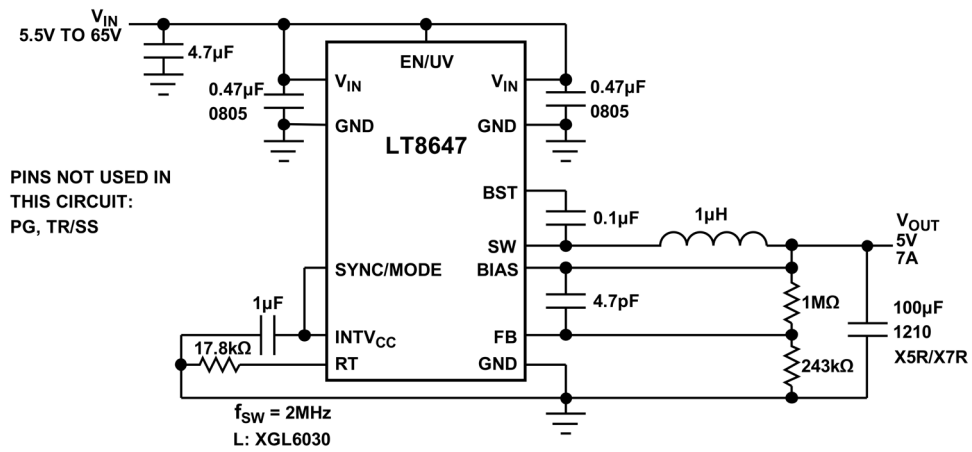 VIN
5.5V TO 65V
4.7µF
EN/UV
VIN
VIN
0.47µF
0805
0.47µF
0805
GND
GND
LT8647
PINS NOT USED IN
THIS CIRCUIT:
PG, TR/SS
BST
0.1µF
1µH
VOUT
5V
7A
SW
SYNC/MODE
BIAS
1µF
4.7pF
1MΩ
100µF
1210
X5R/X7R
INTVCC
FB
17.8kΩ
RT
GND
243kΩ
fSW = 2MHz
L: XGL6030